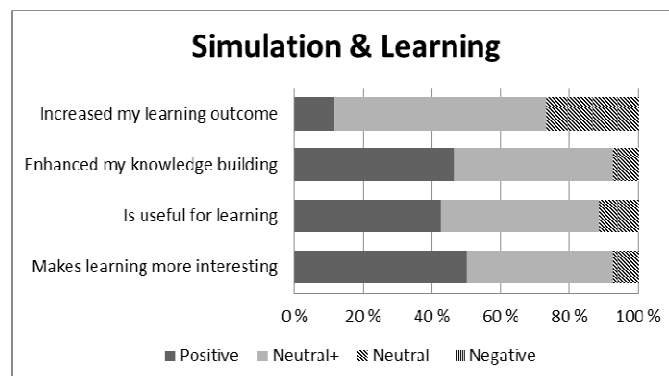 Simulation & Learning
Increased my learning outcome
Enhanced my knowledge building
Is useful for learning
Makes learning more interesting
0 % 20 % 40 % 60 % 80 % 100 %
Positive Neutral+ Neutral Negative